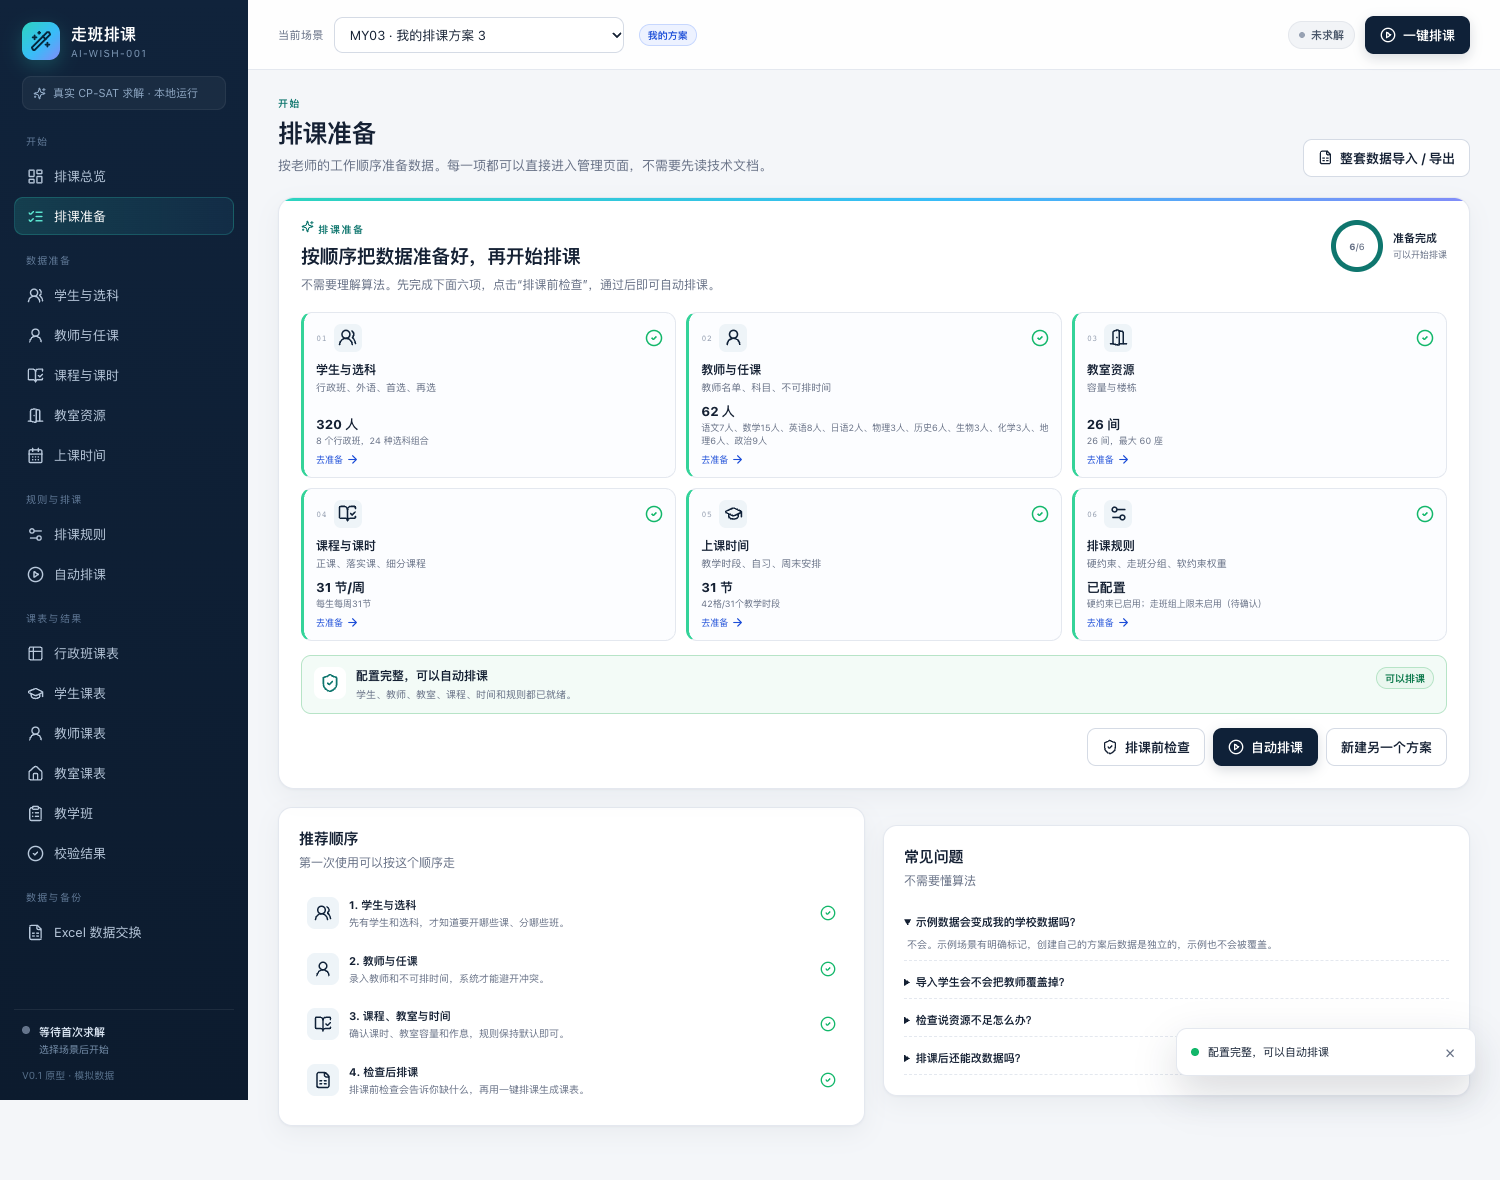 走班排课
AI-WISH-001
真实 CP-SAT 求解 · 本地运行
开始
排课总览
排课准备
数据准备
学生与选科
教师与任课
课程与课时
教室资源
上课时间
规则与排课
排课规则
自动排课
课表与结果
行政班课表
学生课表
教师课表
教室课表
教学班
校验结果
数据与备份
Excel 数据交换
等待首次求解
选择场景后开始
V0.1 原型 · 模拟数据
当前场景
MY03 · 我的排课方案 3
我的方案
未求解
一键排课
开始
排课准备
按老师的工作顺序准备数据。每一项都可以直接进入管理页面，不需要先读技术文档。
整套数据导入 / 导出
排课准备
按顺序把数据准备好，再开始排课
不需要理解算法。先完成下面六项，点击“排课前检查”，通过后即可自动排课。
6/6
准备完成
可以开始排课
01
学生与选科
行政班、外语、首选、再选
320 人
8 个行政班，24 种选科组合
去准备
02
教师与任课
教师名单、科目、不可排时间
62 人
语文7人、数学15人、英语8人、日语2人、物理3人、历史6人、生物3人、化学3人、地
理6人、政治9人
去准备
03
教室资源
容量与楼栋
26 间
26 间，最大 60 座
去准备
04
课程与课时
正课、落实课、细分课程
31 节/周
每生每周31节
去准备
05
上课时间
教学时段、自习、周末安排
31 节
42格/31个教学时段
去准备
06
排课规则
硬约束、走班分组、软约束权重
已配置
硬约束已启用；走班组上限未启用（待确认）
去准备
配置完整，可以自动排课
学生、教师、教室、课程、时间和规则都已就绪。
可以排课
排课前检查
自动排课
新建另一个方案
推荐顺序
第一次使用可以按这个顺序走
1. 学生与选科
先有学生和选科，才知道要开哪些课、分哪些班。
2. 教师与任课
录入教师和不可排时间，系统才能避开冲突。
3. 课程、教室与时间
确认课时、教室容量和作息，规则保持默认即可。
4. 检查后排课
排课前检查会告诉你缺什么，再用一键排课生成课表。
常见问题
不需要懂算法
示例数据会变成我的学校数据吗？
不会。示例场景有明确标记，创建自己的方案后数据是独立的，示例也不会被覆盖。
导入学生会不会把教师覆盖掉？
检查说资源不足怎么办？
排课后还能改数据吗？
配置完整，可以自动排课